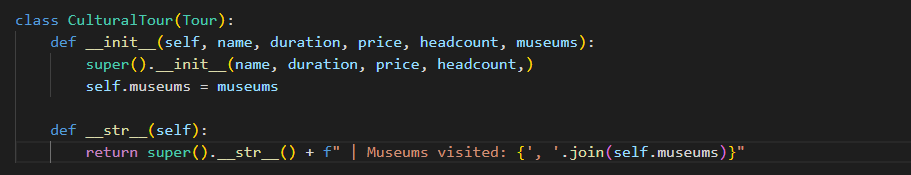 class CulturalTour(Tour):
    def __init__(self, name, duration, price, headcount, museums):
        super().__init__(name, duration, price, headcount,)
        self.museums = museums

    def __str__(self):
        return super().__str__() + f" | Museums visited: {', '.join(self.museums)}"